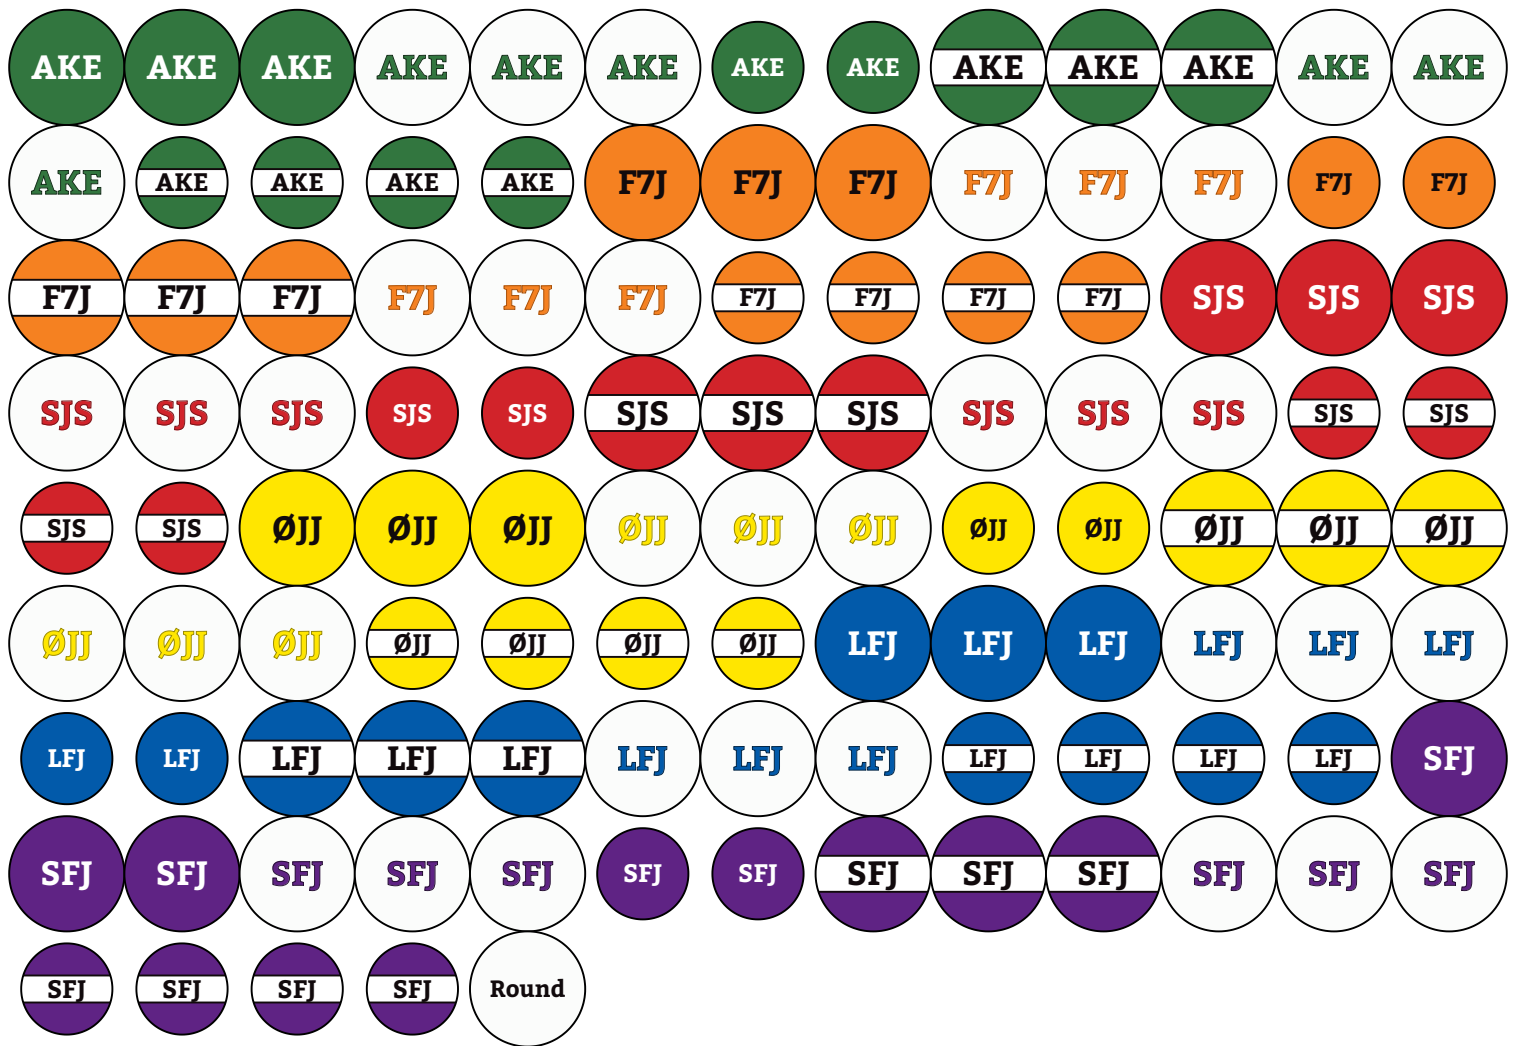 AKE AKE AKE AKE AKE AKE AKE AKE AKE AKE AKE AKE AKE
AKE AKE AKE AKE AKE F7J F7J F7J F7J F7J F7J F7J F7J
F7J F7J F7J F7J F7J F7J F7J F7J F7J F7J SJS SJS SJS
SJS SJS SJS SJS SJS SJS SJS SJS SJS SJS SJS SJS SJS
SJS SJS ØJJ ØJJ ØJJ ØJJ ØJJ ØJJ ØJJ ØJJ ØJJ ØJJ ØJJ
ØJJ ØJJ ØJJ ØJJ ØJJ ØJJ ØJJ LFJ LFJ LFJ LFJ LFJ LFJ
LFJ LFJ LFJ LFJ LFJ LFJ LFJ LFJ LFJ LFJ LFJ LFJ SFJ
SFJ SFJ SFJ SFJ SFJ SFJ SFJ SFJ SFJ SFJ SFJ SFJ SFJ
SFJ SFJ SFJ SFJ Round